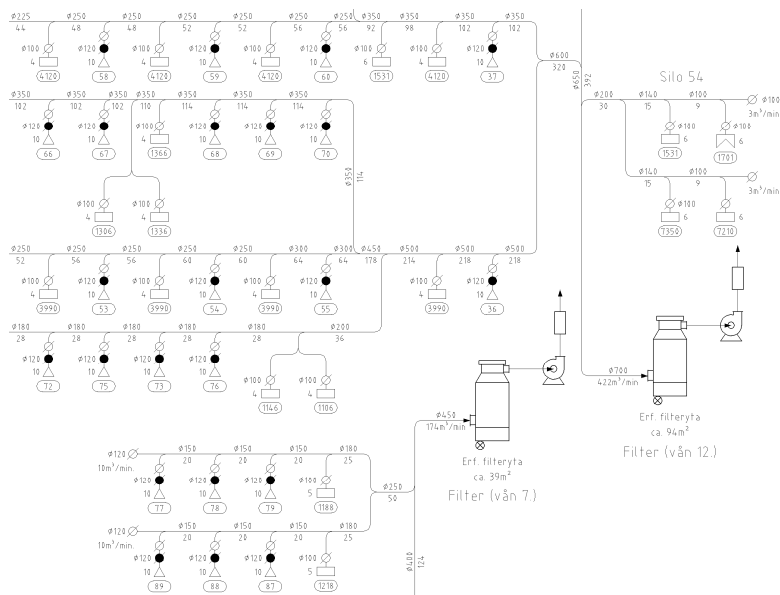 ø225 ø250 ø250 ø250 ø250 ø250 ø256 ø350 ø350 ø350 ø350
44 48 48 52 52 56 56 92 98 102 102
ø100 ø120 ø100 ø120 ø100 ø120 ø100 ø100 ø120
4 10 4 10 4 10 6 4 10
4120 58 4120 59 4120 60 1531 4120 37
ø600
320
ø650
392
Silo 54
ø200
30
ø140 ø100 ø100
15 9 3m³/min
ø100 ø100
6 6
1531 1701
ø140 ø100
15 9 3m³/min
ø100 ø100
6 6
7350 7210
ø350 ø350 ø350 ø350 ø350 ø350 ø350
102 102 102 110 114 114 114
ø120 ø120 ø100 ø120 ø120 ø120
10 10 4 10 10 10
66 67 1366 68 69 70
ø350
114
ø100 ø100
4 4
1306 1336
ø250 ø250 ø250 ø250 ø250 ø300 ø300 ø450 ø500 ø500 ø500
52 56 56 60 60 64 64 178 214 218 218
ø100 ø120 ø100 ø120 ø100 ø120 ø100 ø120
4 10 4 10 4 10 4 10
3990 53 3990 54 3990 55 3990 36
ø180 ø180 ø180 ø180 ø200
28 28 28 28 36
ø120 ø120 ø120 ø120
10 10 10 10
72 75 73 76
ø100 ø100
4 4
1146 1106
ø700
422m³/min
Erf. filteryta
ca. 94m²
Filter (vån 12.)
ø450
174m³/min
Erf. filteryta
ca. 39m²
Filter (vån 7.)
ø120 ø150 ø150 ø150 ø180
10m³/min. 20 20 20 25
ø120 ø120 ø120 ø100
10 10 10 5
77 78 79 1188
ø250
50
ø120 ø150 ø150 ø150 ø180
10m³/min. 20 20 20 25
ø120 ø120 ø120 ø100
10 10 10 5
89 88 87 1218
ø400
124